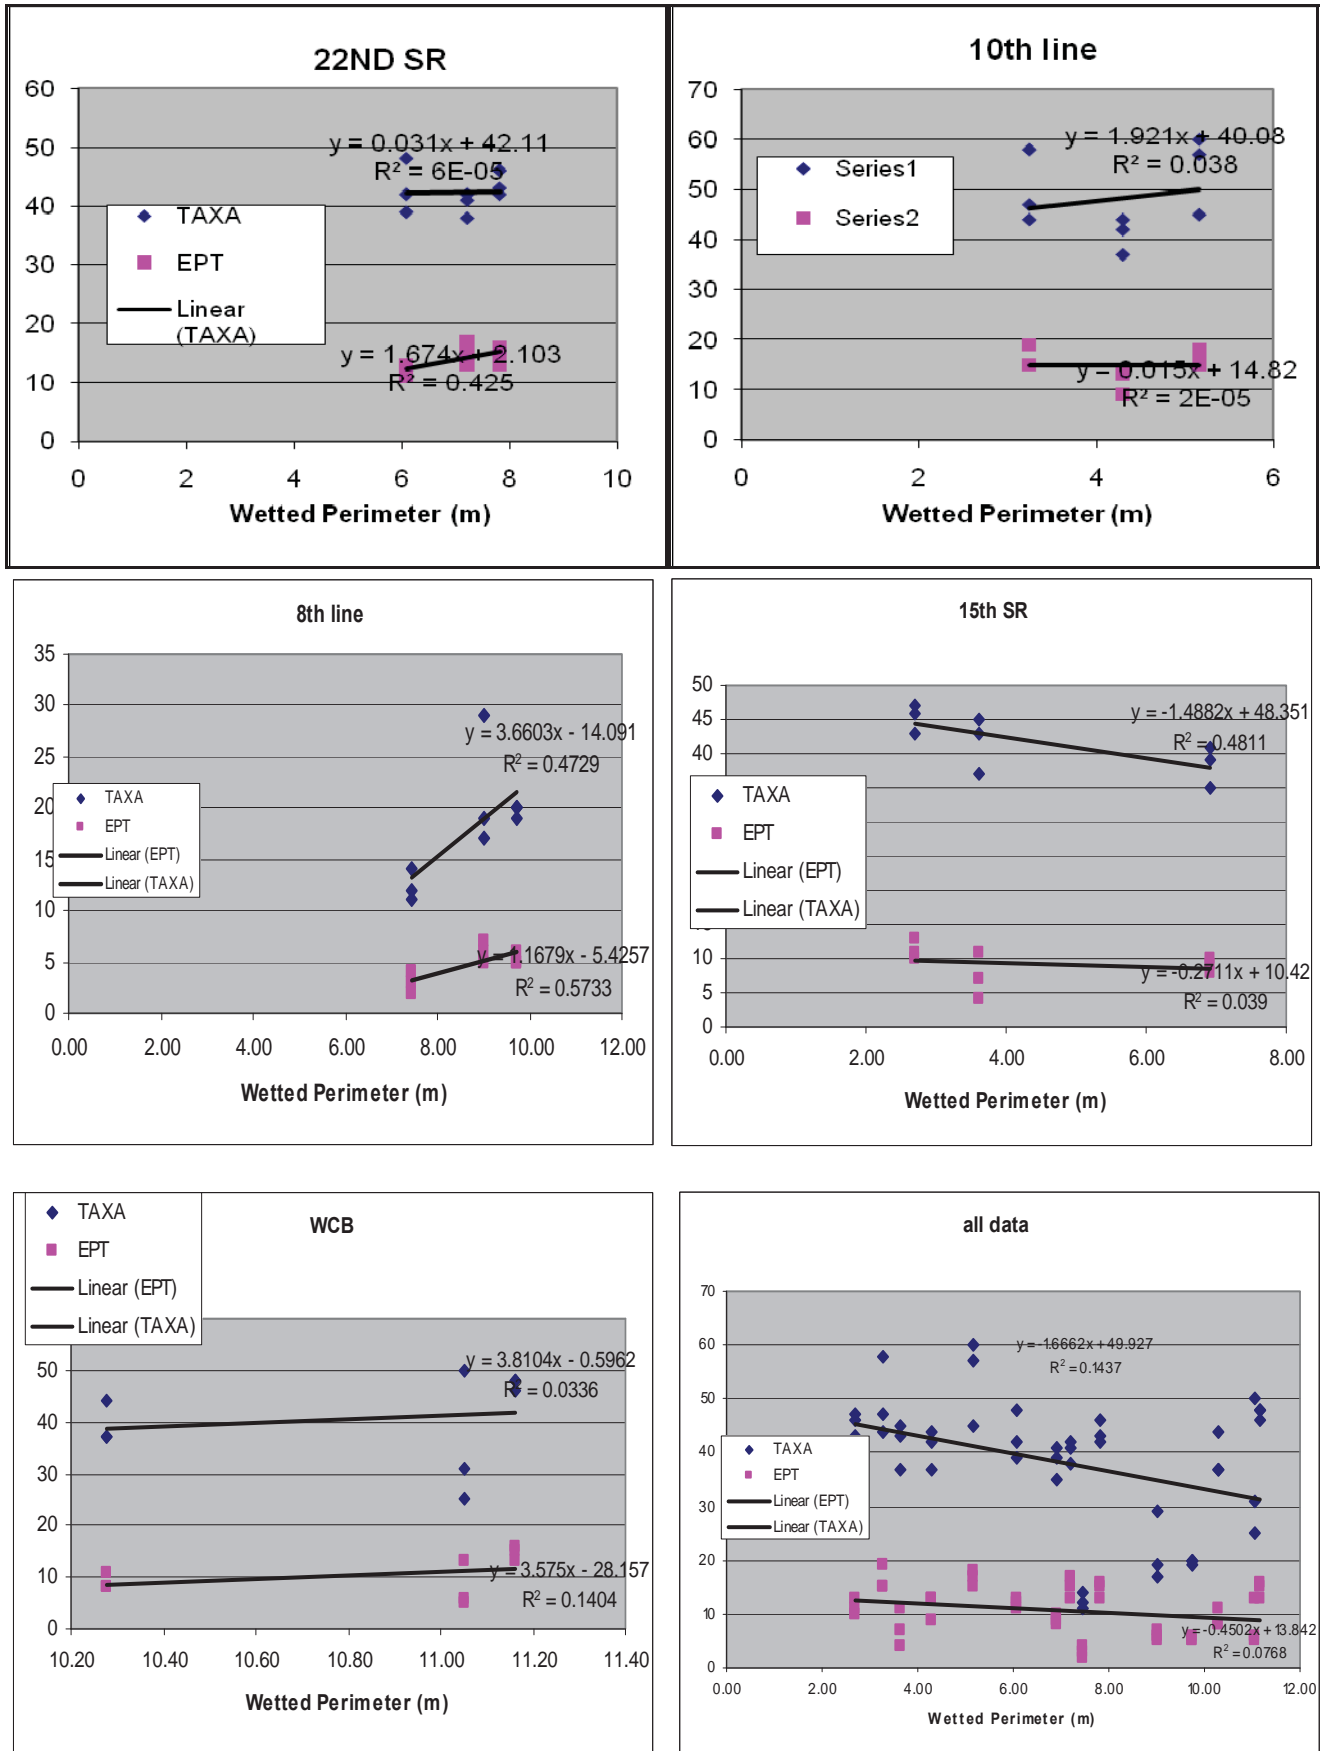 22ND SR
60
50
40
30
20
10
0
y = 0.031x + 42.11
R² = 6E-05
TAXA
EPT
Linear
(TAXA)
y = 1.674x + 2.103
R² = 0.425
0 2 4 6 8 10
Wetted Perimeter (m)
10th line
70
60
50
40
30
20
10
0
y = 1.921x + 40.08
R² = 0.038
Series1
Series2
y = 0.015x + 14.82
R² = 2E-05
0 2 4 6
Wetted Perimeter (m)
8th line
35
30
25
20
15
10
5
0
y = 3.6603x - 14.091
R² = 0.4729
TAXA
EPT
Linear (EPT)
Linear (TAXA)
y = 1.1679x - 5.4257
R² = 0.5733
0.00 2.00 4.00 6.00 8.00 10.00 12.00
Wetted Perimeter (m)
15th SR
50
45
40
10
5
0
y = -1.4882x + 48.351
R² = 0.4811
TAXA
EPT
Linear (EPT)
Linear (TAXA)
y = -0.2711x + 10.42
R² = 0.039
0.00 2.00 4.00 6.00 8.00
Wetted Perimeter (m)
TAXA
EPT
Linear (EPT)
Linear (TAXA)
WCB
50
40
30
20
10
0
y = 3.8104x - 0.5962
R² = 0.0336
y = 3.575x - 28.157
R² = 0.1404
10.20 10.40 10.60 10.80 11.00 11.20 11.40
Wetted Perimeter (m)
all data
70
60
50
40
30
20
10
0
y = -1.6662x + 49.927
R² = 0.1437
TAXA
EPT
Linear (EPT)
Linear (TAXA)
y = -0.4502x + 13.842
R² = 0.0768
0.00 2.00 4.00 6.00 8.00 10.00 12.00
Wetted Perimeter (m)